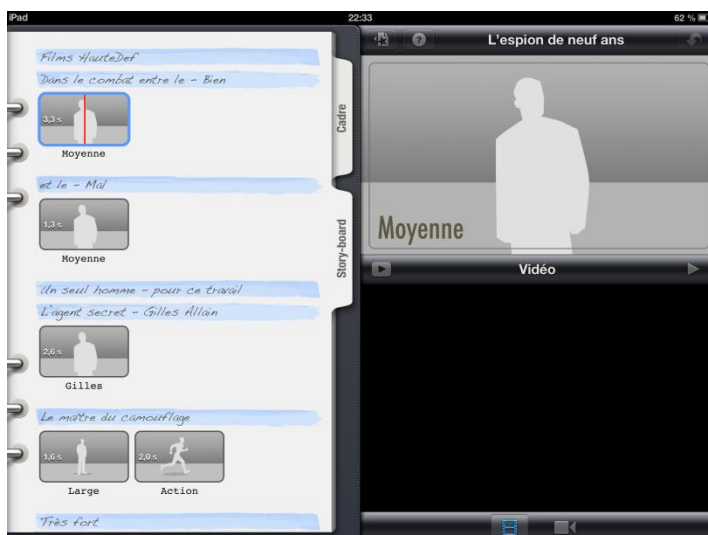 iPad
22:33
62 %
Films HauteDef
Dans le combat entre le - Bien
3,3 s
Moyenne
et le - Mal
1,3 s
Moyenne
Un seul homme - pour ce travail
L'agent secret - Gilles Allain
2,6 s
Gilles
Le maître du camouflage
1,6 s
2,0 s
Large
Action
Très fort
Cadre
Story-board
?
L'espion de neuf ans
Moyenne
Vidéo